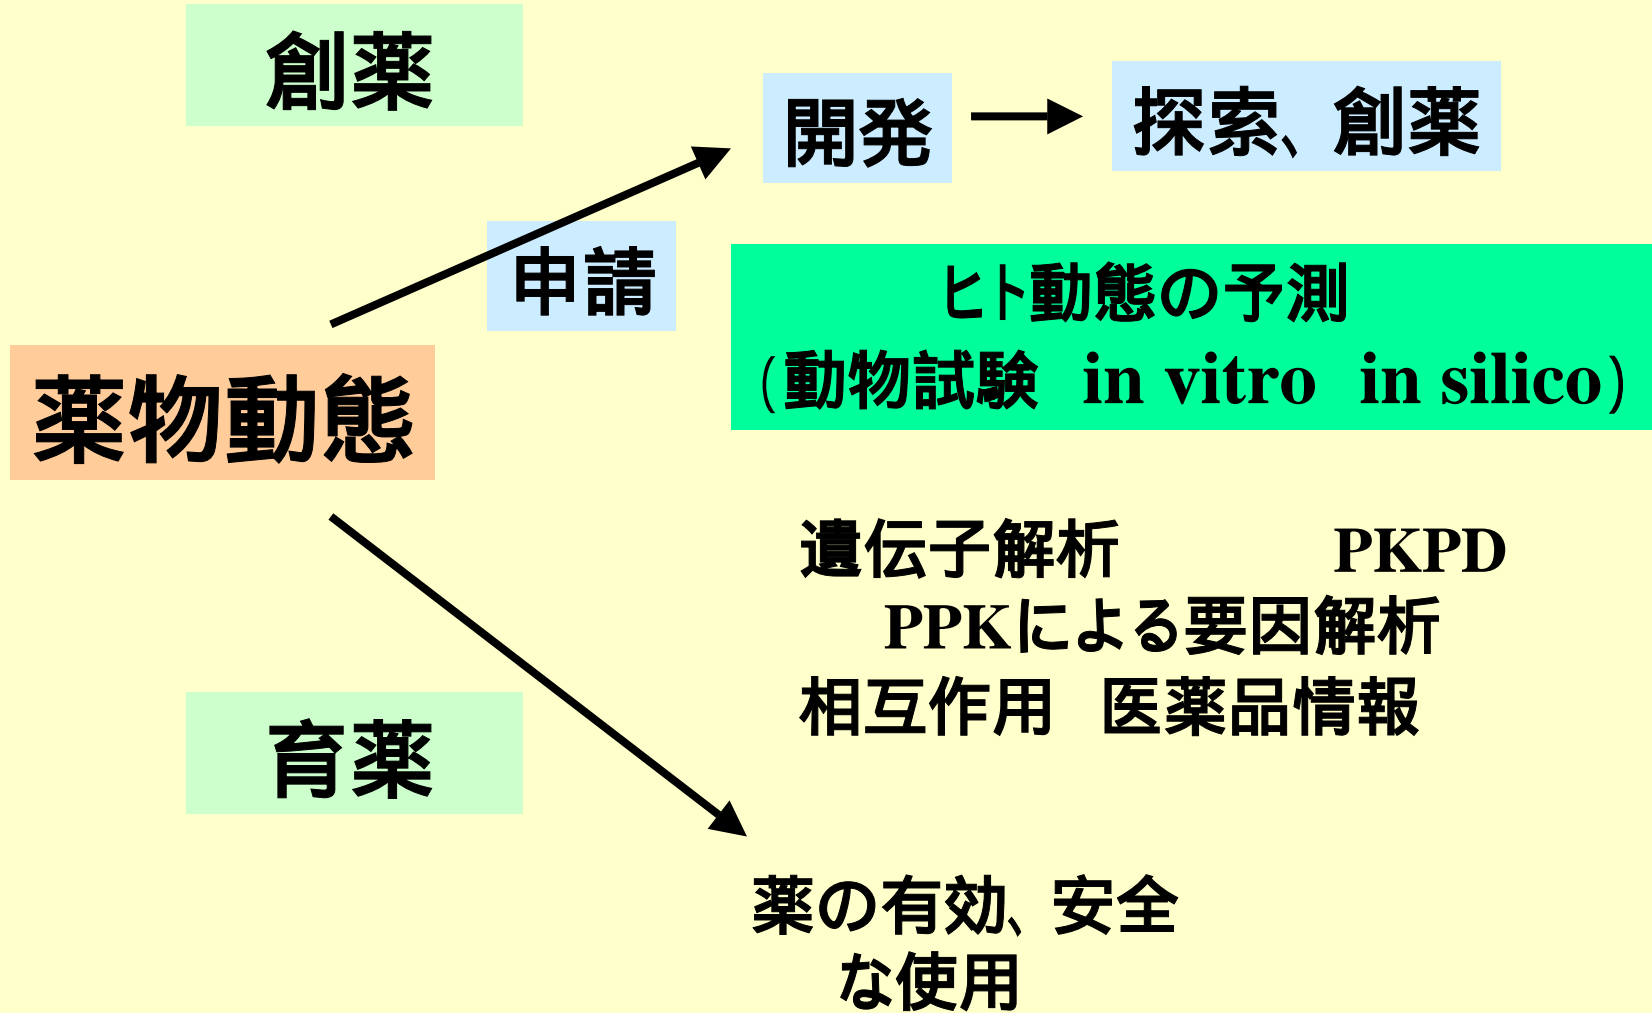 創薬
開発
探索、創薬
申請
ヒト動態の予測
(動物試験 in vitro in silico)
薬物動態
遺伝子解析 PKPD
PPKによる要因解析
相互作用 医薬品情報
育薬
薬の有効、安全
な使用